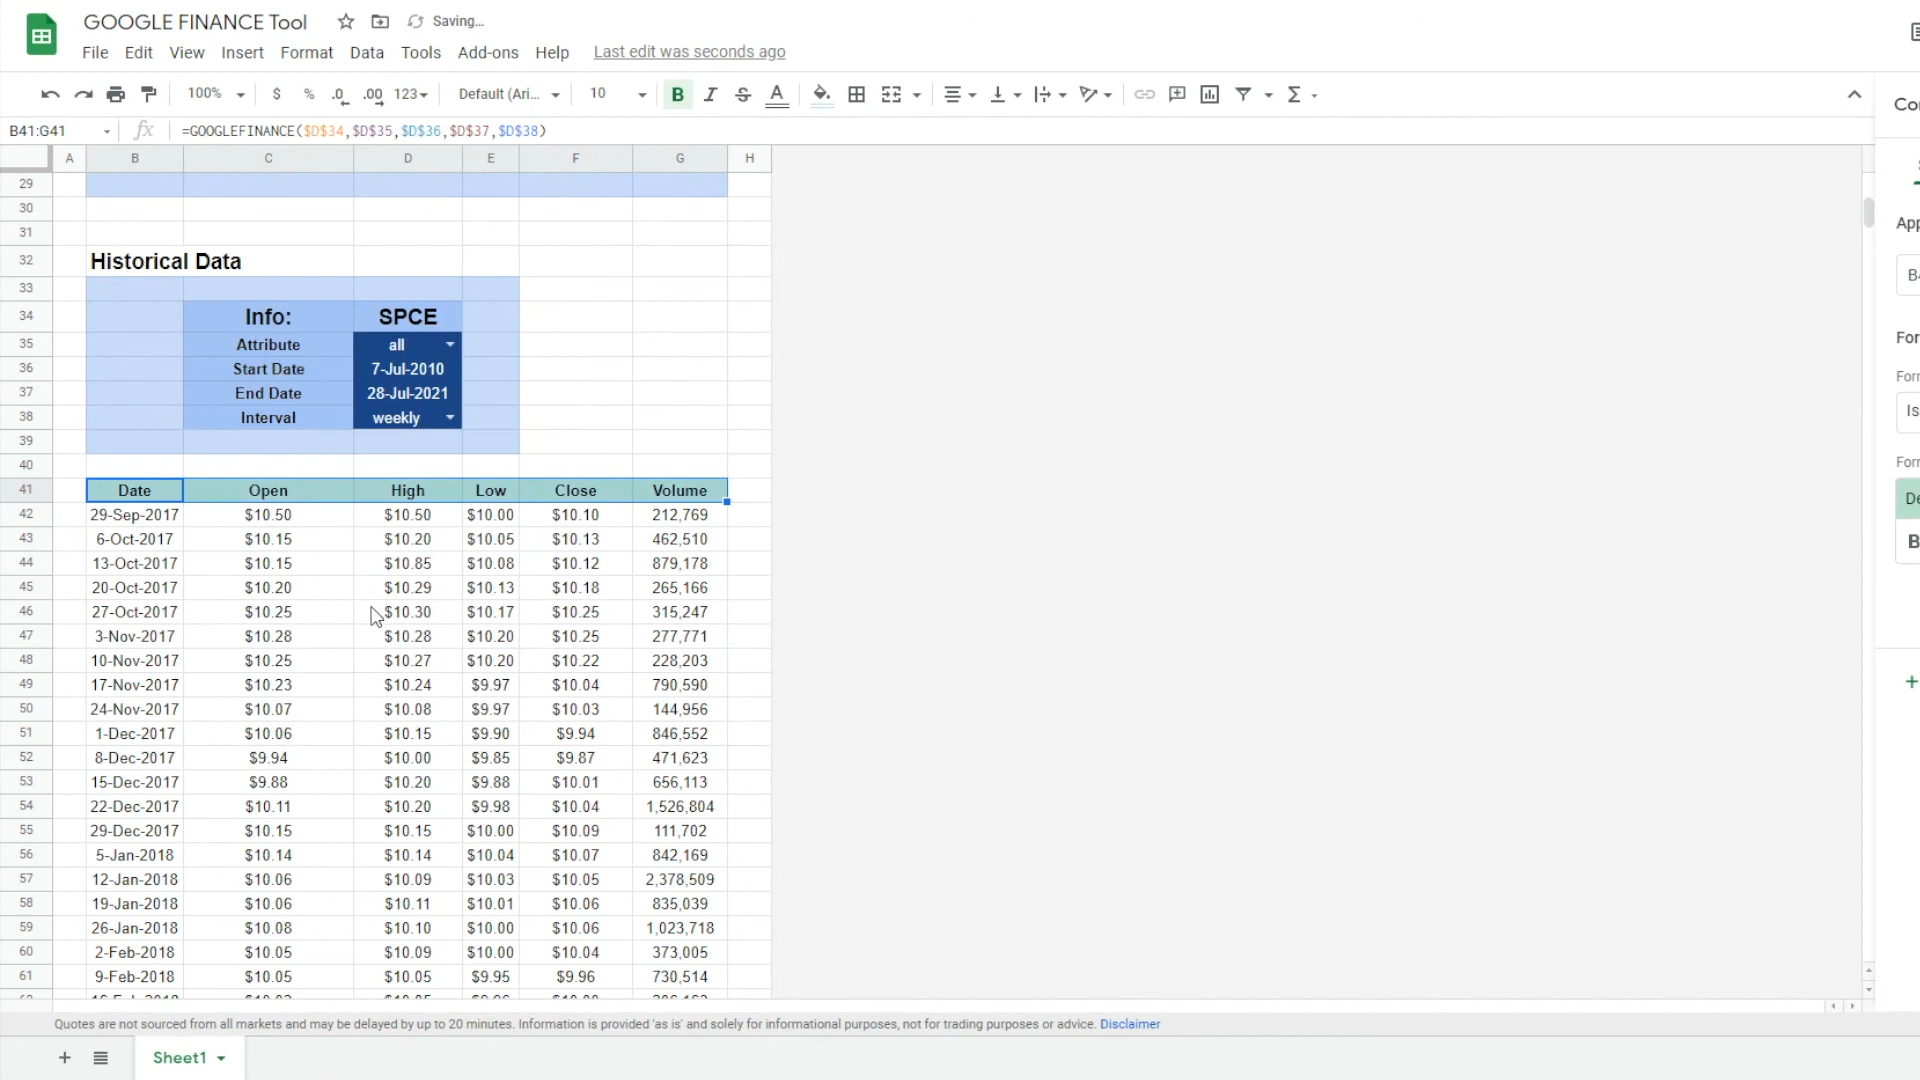 GOOGLE FINANCE Tool Saving...
File Edit View Insert Format Data Tools Add-ons Help Last edit was seconds ago
100% $ % .0 .00 123 Default (Ari... 10 B I S A Σ
Con
B41:G41 fx =GOOGLEFINANCE($D$34,$D$35,$D$36,$D$37,$D$38)
A B C D E F G H
29
30
31
32 Historical Data
33
34 Info: SPCE
35 Attribute all
36 Start Date 7-Jul-2010
37 End Date 28-Jul-2021
38 Interval weekly
39
40
41 Date Open High Low Close Volume
42 29-Sep-2017 $10.50 $10.50 $10.00 $10.10 212,769
43 6-Oct-2017 $10.15 $10.20 $10.05 $10.13 462,510
44 13-Oct-2017 $10.15 $10.85 $10.08 $10.12 879,178
45 20-Oct-2017 $10.20 $10.29 $10.13 $10.18 265,166
46 27-Oct-2017 $10.25 $10.30 $10.17 $10.25 315,247
47 3-Nov-2017 $10.28 $10.28 $10.20 $10.25 277,771
48 10-Nov-2017 $10.25 $10.27 $10.20 $10.22 228,203
49 17-Nov-2017 $10.23 $10.24 $9.97 $10.04 790,590
50 24-Nov-2017 $10.07 $10.08 $9.97 $10.03 144,956
51 1-Dec-2017 $10.06 $10.15 $9.90 $9.94 846,552
52 8-Dec-2017 $9.94 $10.00 $9.85 $9.87 471,623
53 15-Dec-2017 $9.88 $10.20 $9.88 $10.01 656,113
54 22-Dec-2017 $10.11 $10.20 $9.98 $10.04 1,526,804
55 29-Dec-2017 $10.15 $10.15 $10.00 $10.09 111,702
56 5-Jan-2018 $10.14 $10.14 $10.04 $10.07 842,169
57 12-Jan-2018 $10.06 $10.09 $10.03 $10.05 2,378,509
58 19-Jan-2018 $10.06 $10.11 $10.01 $10.06 835,039
59 26-Jan-2018 $10.08 $10.10 $10.00 $10.06 1,023,718
60 2-Feb-2018 $10.05 $10.09 $10.00 $10.04 373,005
61 9-Feb-2018 $10.05 $10.05 $9.95 $9.96 730,514
App
B4
For
For
Is
For
De
B
+
Quotes are not sourced from all markets and may be delayed by up to 20 minutes. Information is provided 'as is' and solely for informational purposes, not for trading purposes or advice. Disclaimer
+ Sheet1